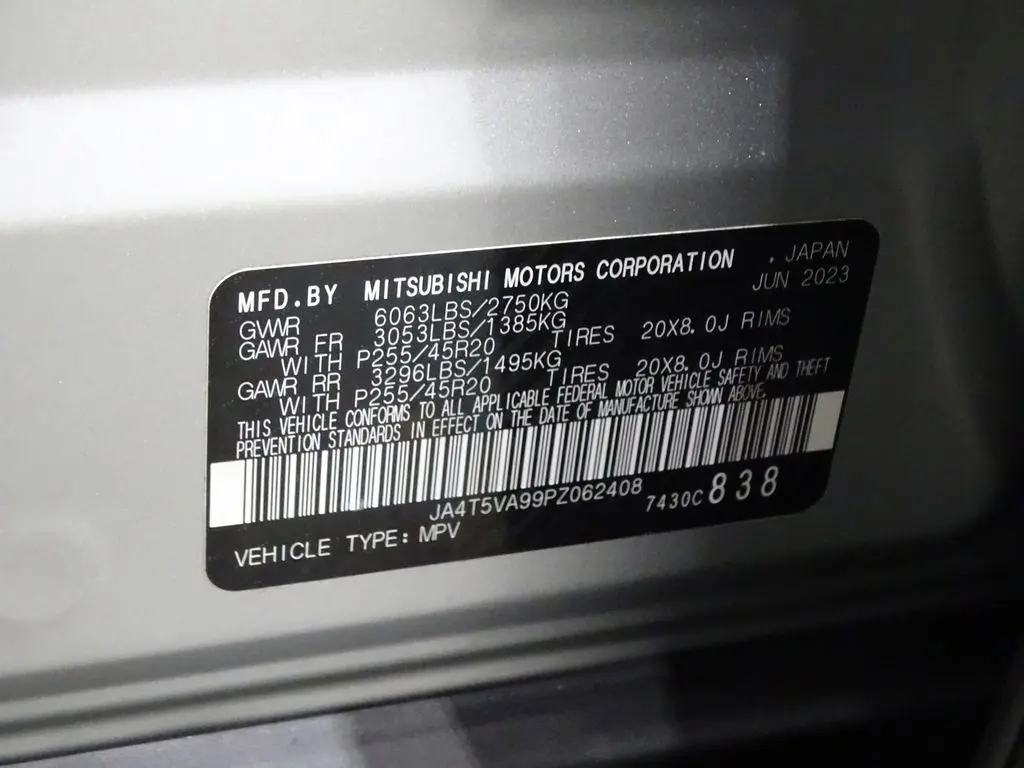 MFD.BY MITSUBISHI MOTORS CORPORATION . JAPAN
GVWR 6063LBS/2750KG JUN 2023
GAWR FR 3053LBS/1385KG
WITH P255/45R20 TIRES 20X8.0J RIMS
GAWR RR 3296LBS/1495KG
WITH P255/45R20 TIRES 20X8.0J RIMS
THIS VEHICLE CONFORMS TO ALL APPLICABLE FEDERAL MOTOR VEHICLE SAFETY AND THEFT
PREVENTION STANDARDS IN EFFECT ON THE DATE OF MANUFACTURE SHOWN ABOVE.
JA4T5VA99PZ062408 7430C838
VEHICLE TYPE: MPV